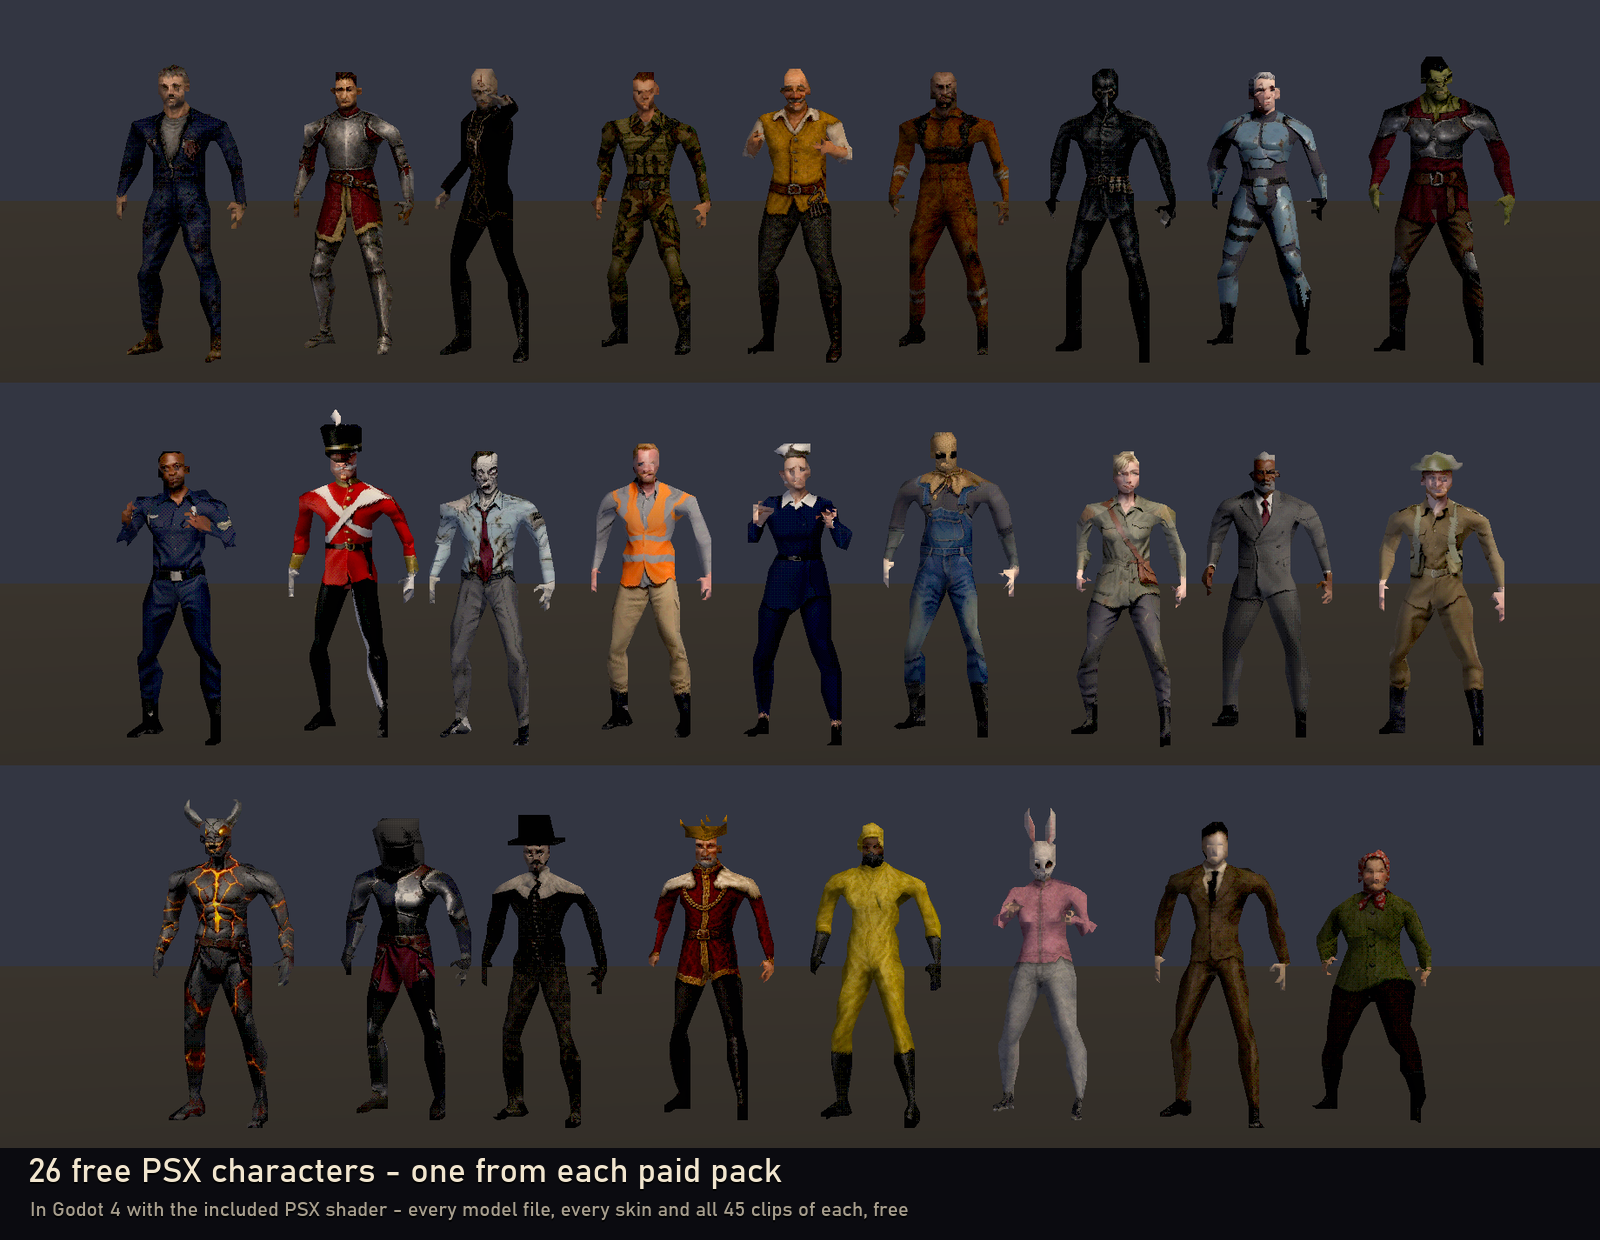 26 free PSX characters - one from each paid pack
In Godot 4 with the included PSX shader - every model file, every skin and all 45 clips of each, free